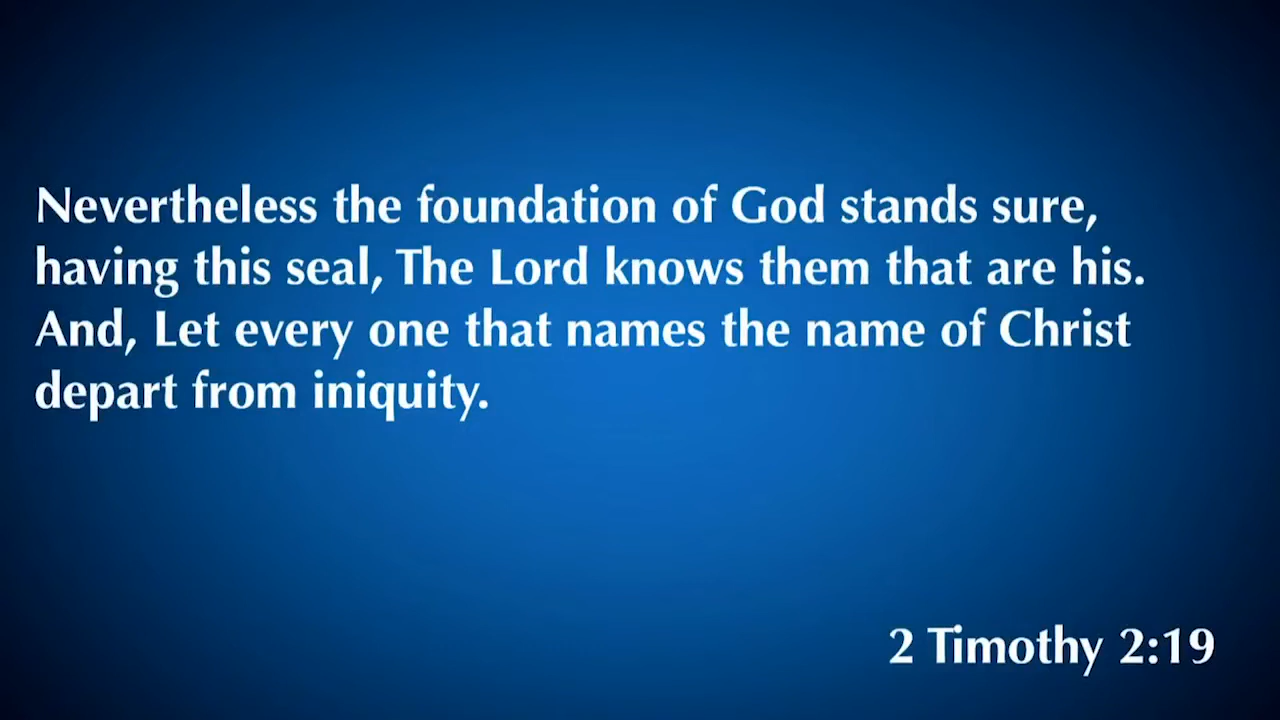 Nevertheless the foundation of God stands sure,
having this seal, The Lord knows them that are his.
And, Let every one that names the name of Christ
depart from iniquity.
2 Timothy 2:19